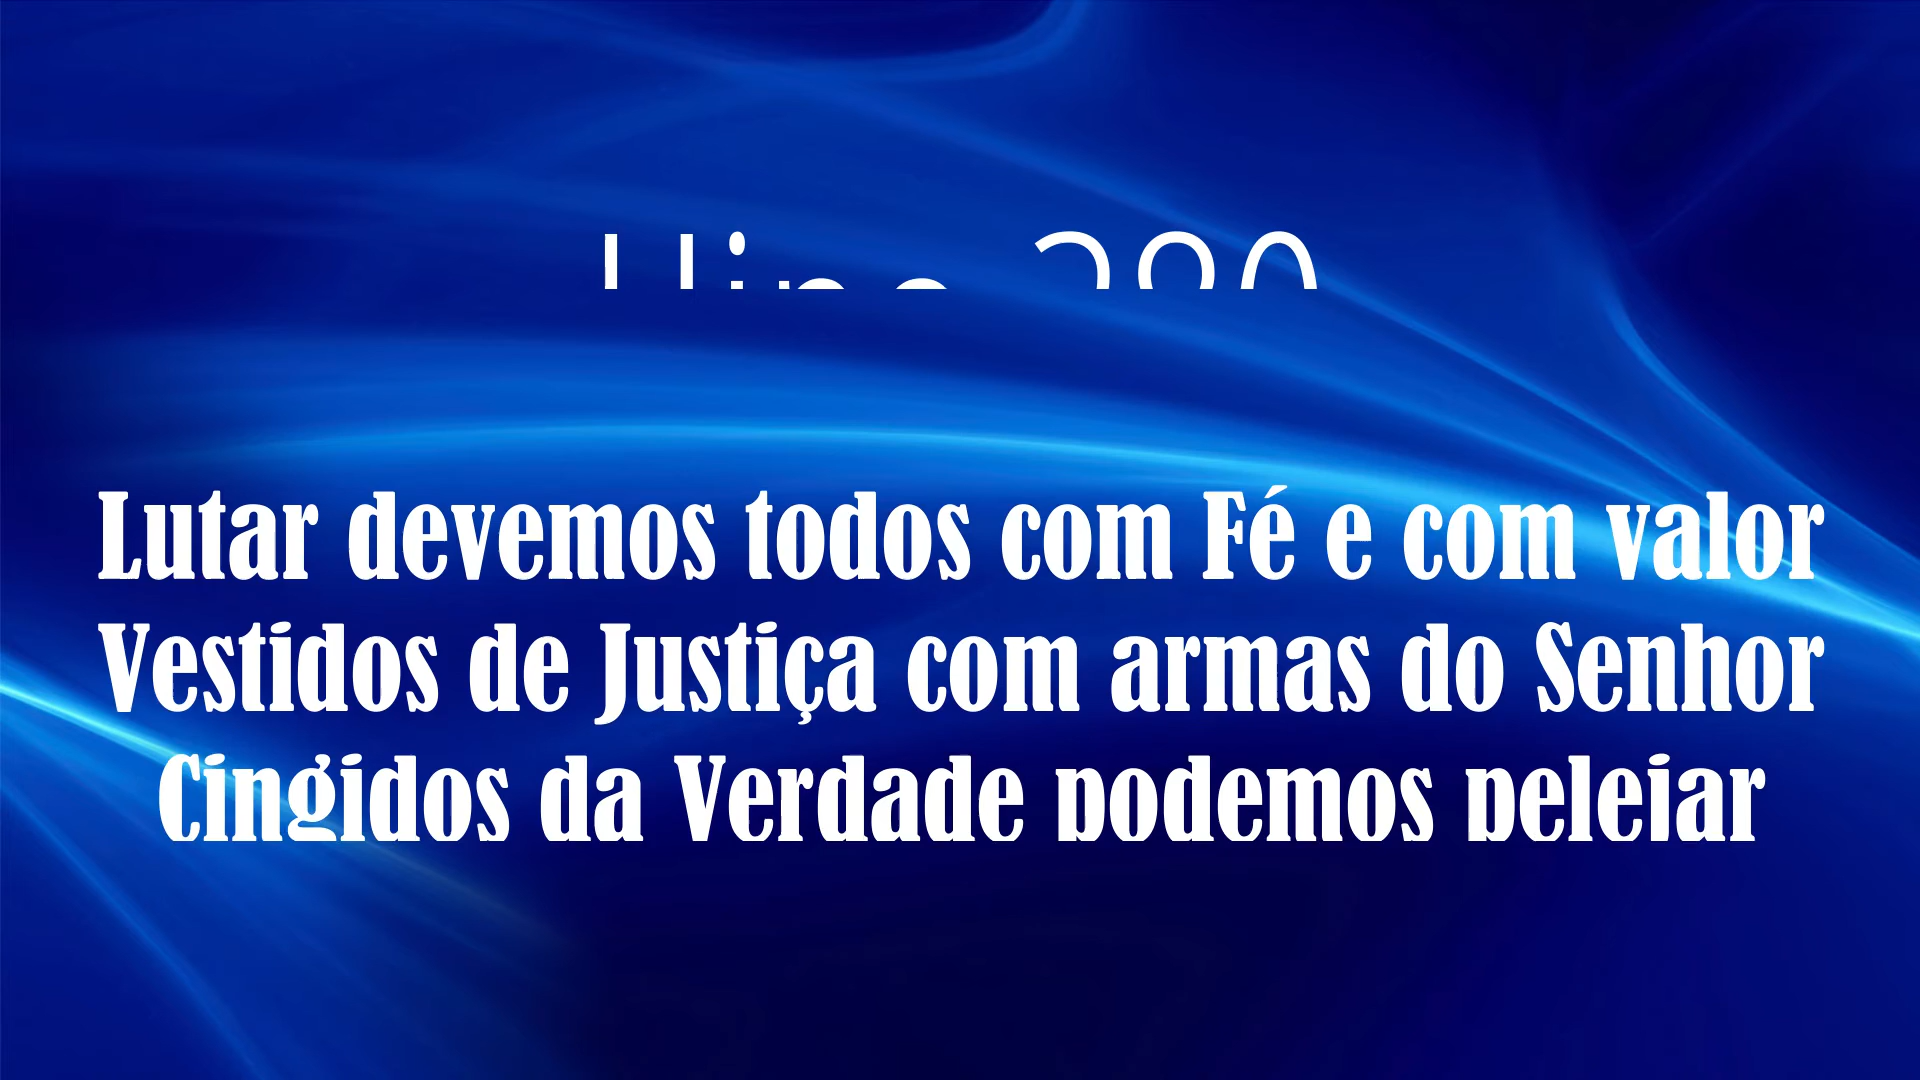 Lutar devemos todos com Fé e com valor
Vestidos de Justiça com armas do Senhor
Cingidos da Verdade podemos pelejar